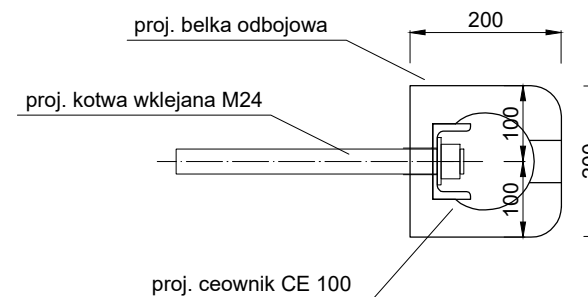 200
proj. belka odbojowa
proj. kotwa wklejana M24
100
200
100
proj. ceownik CE 100